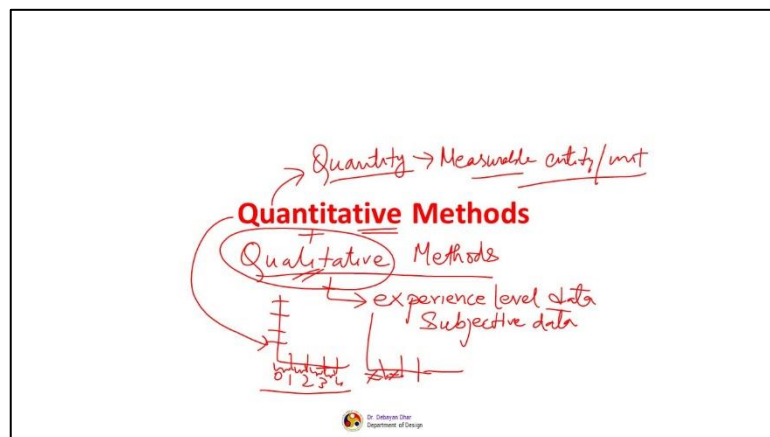 Quantity → Measurable entity/unit
Quantitative Methods
+
Qualitative Methods
→ experience level data
Subjective data
0 1 2 3 4
Dr. Debayan Dhar
Department of Design